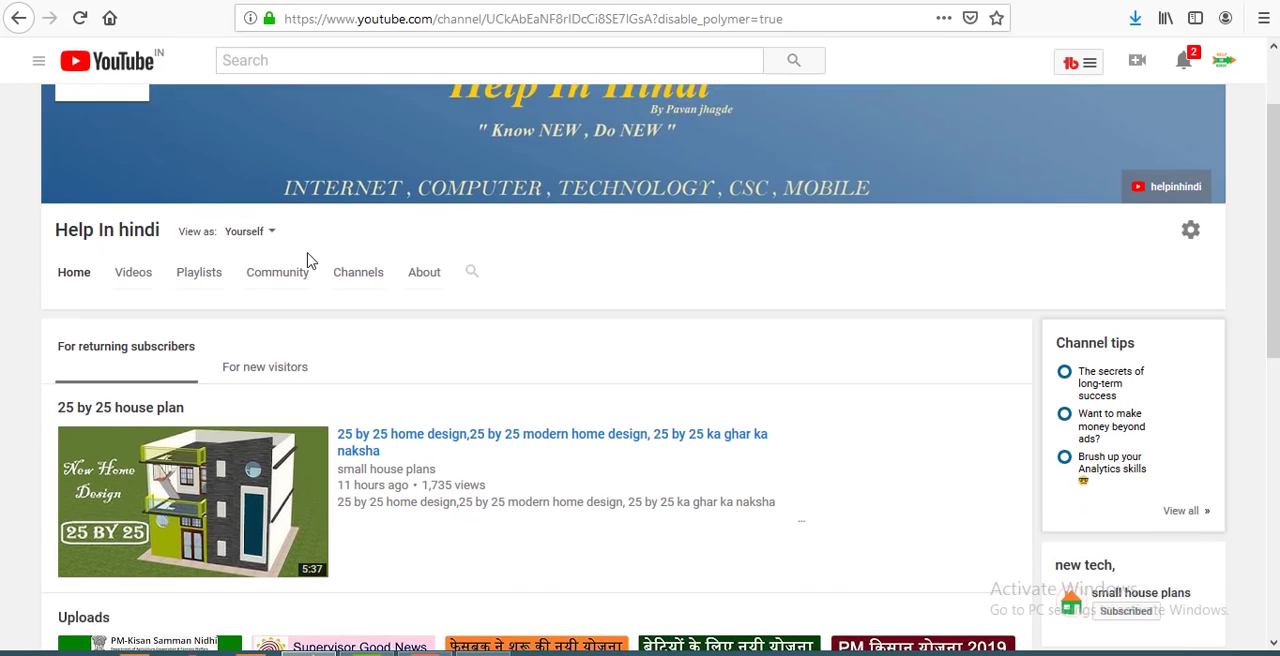 https://www.youtube.com/channel/UCkAbEaNF8rIDcCi8SE7lGsA?disable_polymer=true
YouTube IN
Search
2
Help In Hindi
By Pavan jhagde
" Know NEW , Do NEW "
INTERNET , COMPUTER , TECHNOLOGY , CSC , MOBILE
helpinhindi
Help In hindi
View as: Yourself
Home Videos Playlists Community Channels About
For returning subscribers
For new visitors
25 by 25 house plan
New Home
Design
25 BY 25
5:37
25 by 25 home design,25 by 25 modern home design, 25 by 25 ka ghar ka
naksha
small house plans
11 hours ago • 1,735 views
25 by 25 home design,25 by 25 modern home design, 25 by 25 ka ghar ka naksha
...
Channel tips
The secrets of
long-term
success
Want to make
money beyond
ads?
Brush up your
Analytics skills
View all »
new tech,
small house plans
Subscribed
Activate Windows
Go to PC settings to activate Windows.
Uploads
PM-Kisan Samman Nidhi
Supervisor Good News
फेसबुक ने शुरू की नयी योजना
बेटियों के लिए नयी योजना
PM किसान योजना 2019